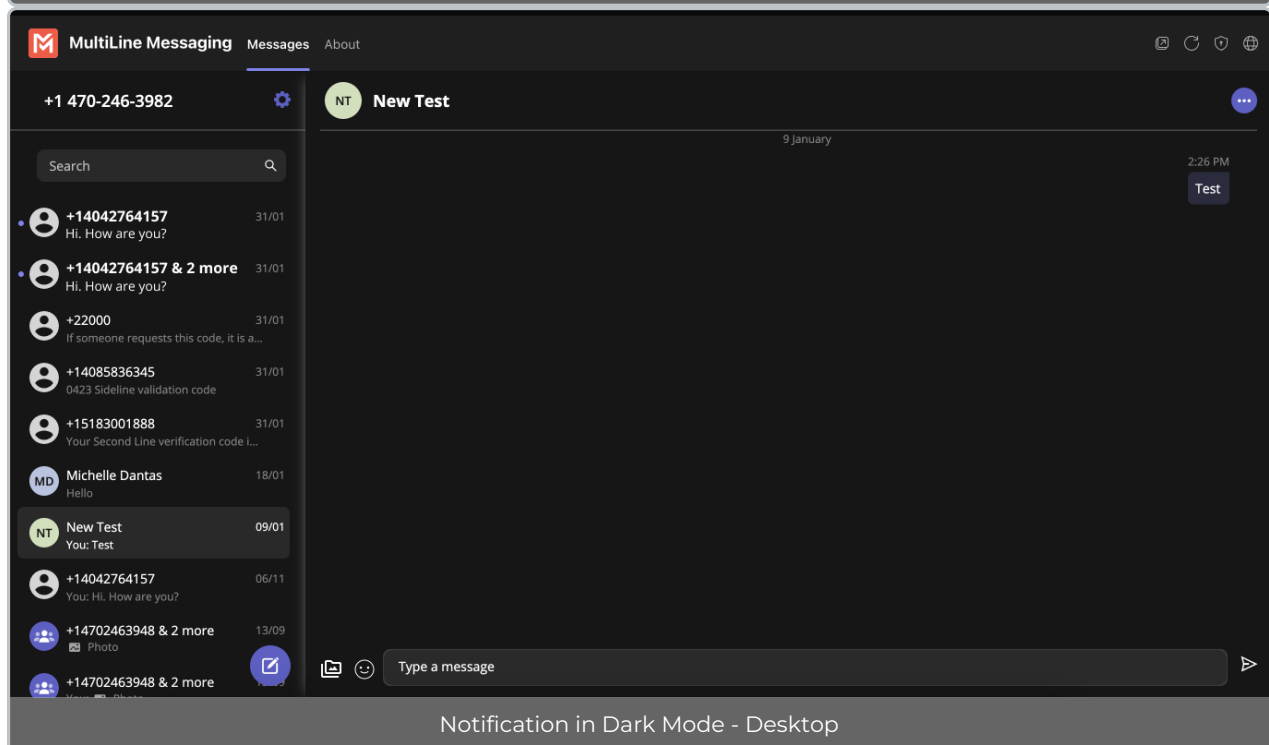 MultiLine Messaging Messages About
+1 470-246-3982
NT New Test
9 January
2:26 PM
Test
Search
+14042764157 31/01
Hi. How are you?
+14042764157 & 2 more 31/01
Hi. How are you?
+22000 31/01
If someone requests this code, it is a...
+14085836345 31/01
0423 Sideline validation code
+15183001888 31/01
Your Second Line verification code i...
MD Michelle Dantas 18/01
Hello
NT New Test 09/01
You: Test
+14042764157 06/11
You: Hi. How are you?
+14702463948 & 2 more 13/09
Photo
+14702463948 & 2 more
Type a message
Notification in Dark Mode - Desktop